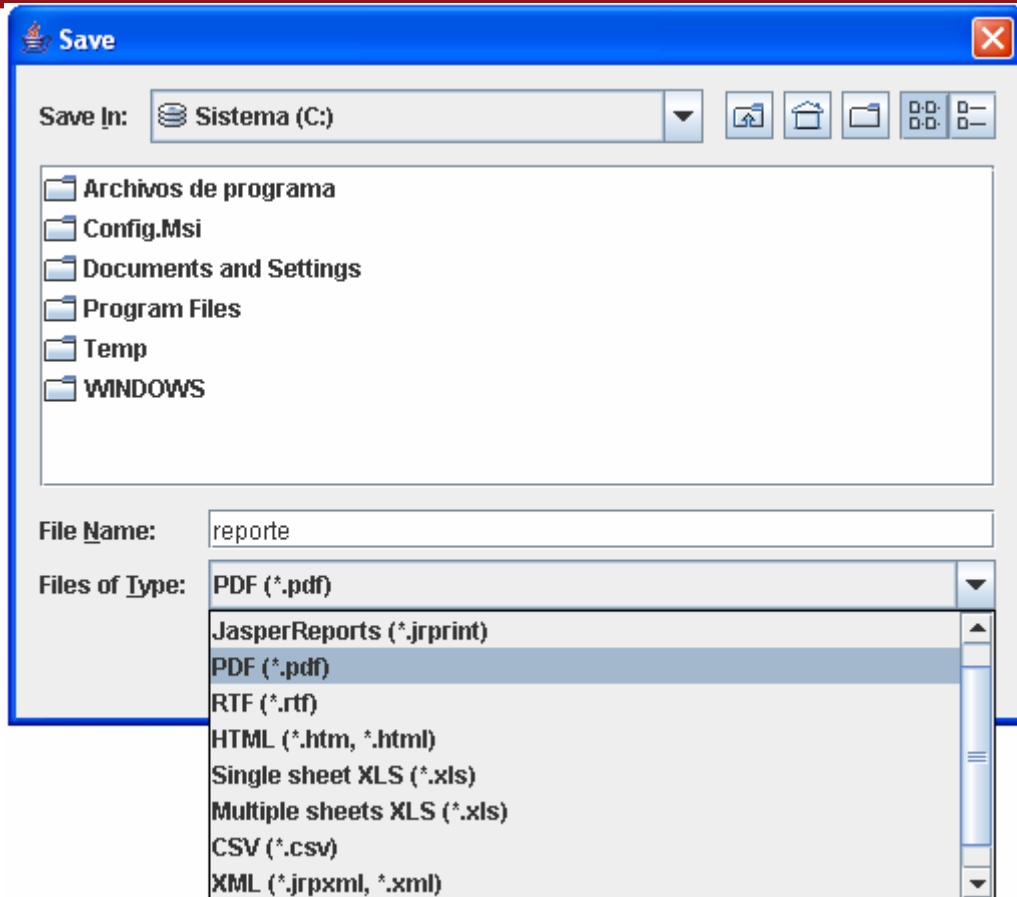 Save
Save In: Sistema (C:)
Archivos de programa
Config.Msi
Documents and Settings
Program Files
Temp
WINDOWS
File Name: reporte
Files of Type: PDF (*.pdf)
JasperReports (*.jrprint)
PDF (*.pdf)
RTF (*.rtf)
HTML (*.htm, *.html)
Single sheet XLS (*.xls)
Multiple sheets XLS (*.xls)
CSV (*.csv)
XML (*.jrpxml, *.xml)